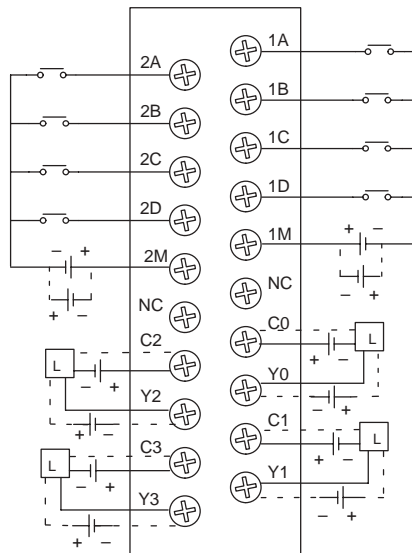 1A
2A
1B
2B
1C
2C
1D
2D
1M
− +
− +
2M
+ −
+ −
NC
NC
C2
C0
L
L
+ −
− +
Y0
Y2
− +
− +
C3
C1
L
L
+ −
− +
Y1
Y3
− +
+ −